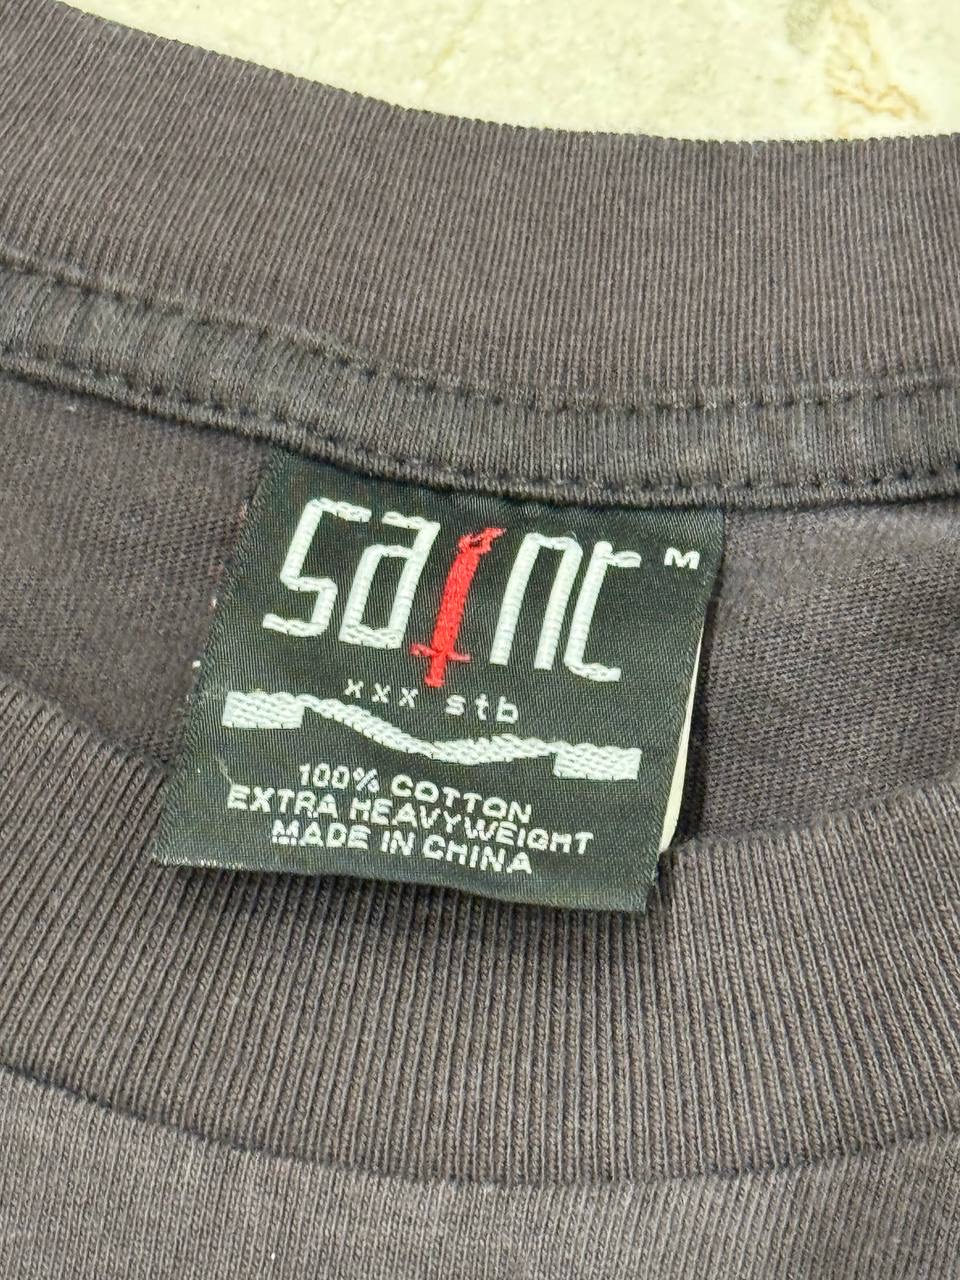 saint M
xxx stb
100% COTTON
EXTRA HEAVYWEIGHT
MADE IN CHINA